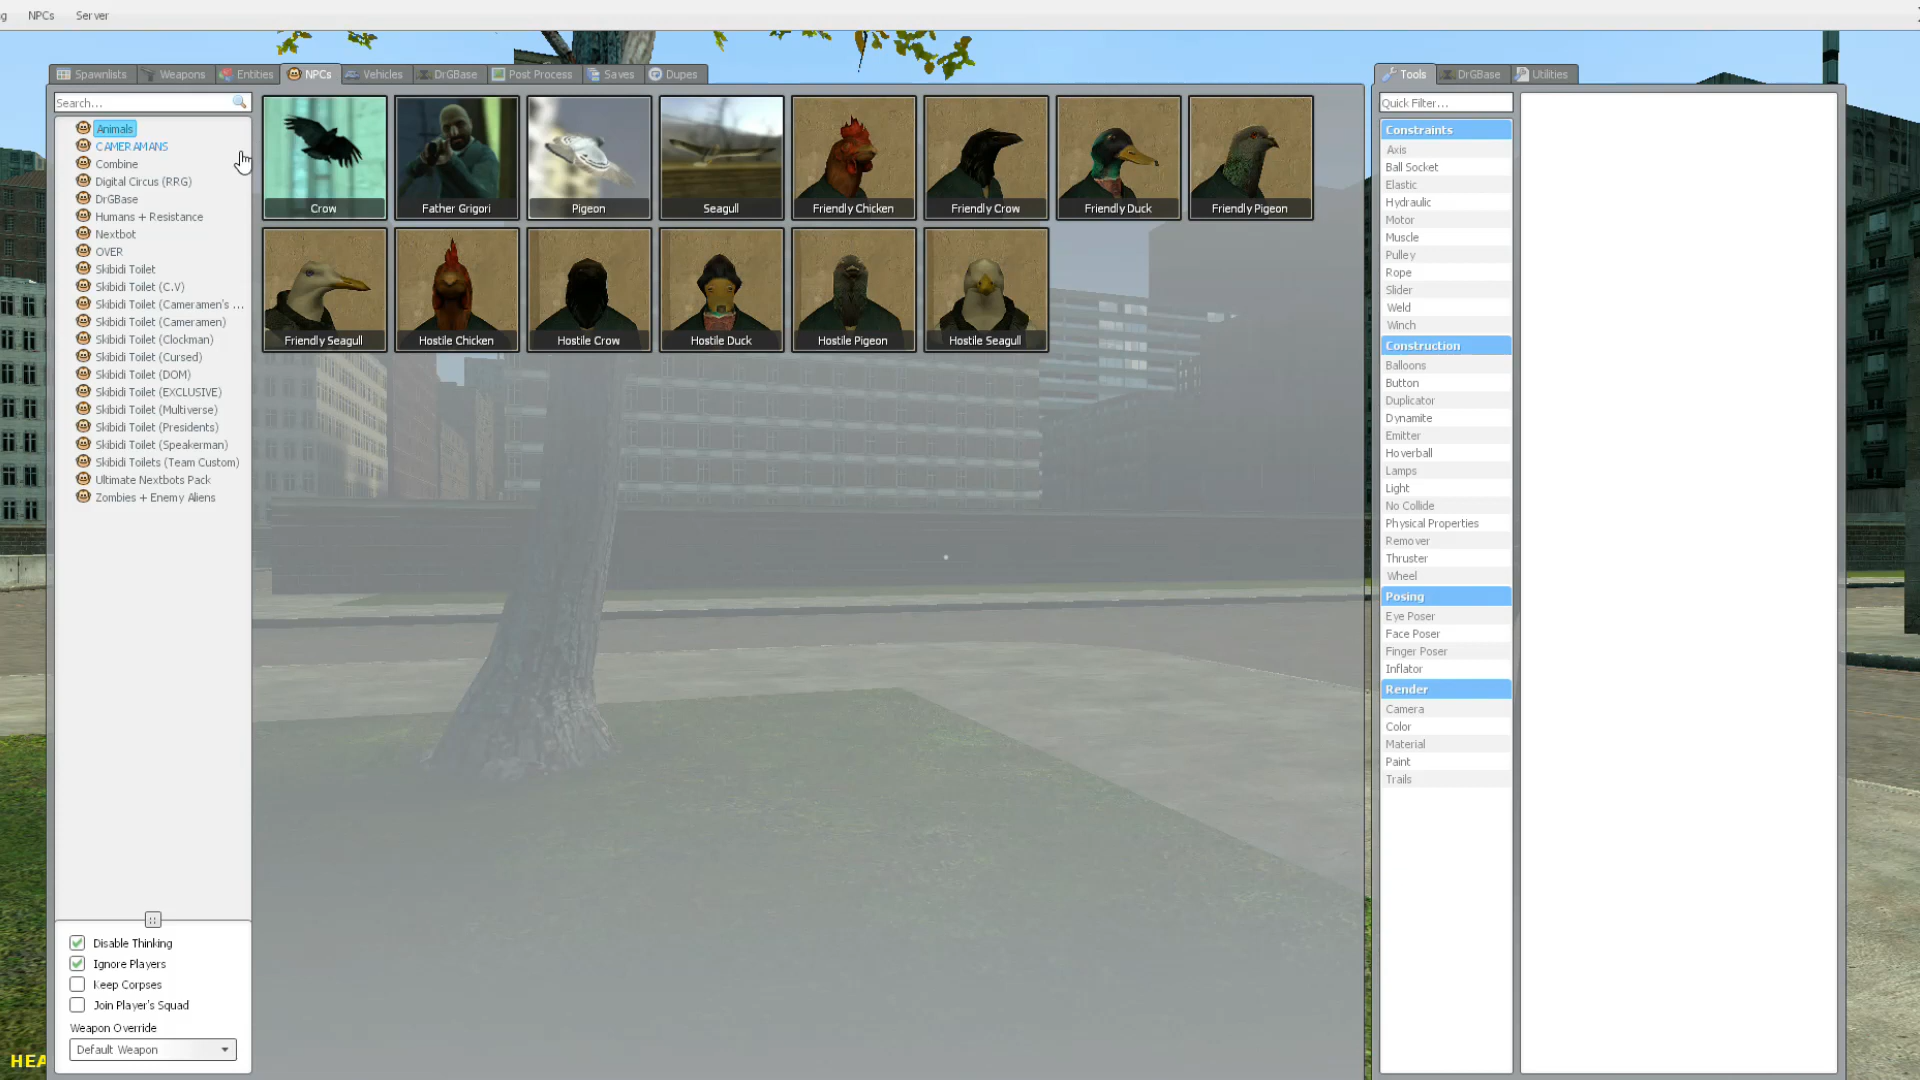 g NPCs Server
Spawnlists Weapons Entities NPCs Vehicles DrGBase Post Process Saves Dupes
Tools DrGBase Utilities
Search...
Animals
CAMERAMANS
Combine
Digital Circus (RRG)
DrGBase
Humans + Resistance
Nextbot
OVER
Skibidi Toilet
Skibidi Toilet (C.V)
Skibidi Toilet (Cameramen's ...
Skibidi Toilet (Cameramen)
Skibidi Toilet (Clockman)
Skibidi Toilet (Cursed)
Skibidi Toilet (DOM)
Skibidi Toilet (EXCLUSIVE)
Skibidi Toilet (Multiverse)
Skibidi Toilet (Presidents)
Skibidi Toilet (Speakerman)
Skibidi Toilets (Team Custom)
Ultimate Nextbots Pack
Zombies + Enemy Aliens
Disable Thinking
Ignore Players
Keep Corpses
Join Player's Squad
Weapon Override
Default Weapon
HEA
Crow Father Grigori Pigeon Seagull Friendly Chicken Friendly Crow Friendly Duck Friendly Pigeon
Friendly Seagull Hostile Chicken Hostile Crow Hostile Duck Hostile Pigeon Hostile Seagull
Quick Filter...
Constraints
Axis
Ball Socket
Elastic
Hydraulic
Motor
Muscle
Pulley
Rope
Slider
Weld
Winch
Construction
Balloons
Button
Duplicator
Dynamite
Emitter
Hoverball
Lamps
Light
No Collide
Physical Properties
Remover
Thruster
Wheel
Posing
Eye Poser
Face Poser
Finger Poser
Inflator
Render
Camera
Color
Material
Paint
Trails